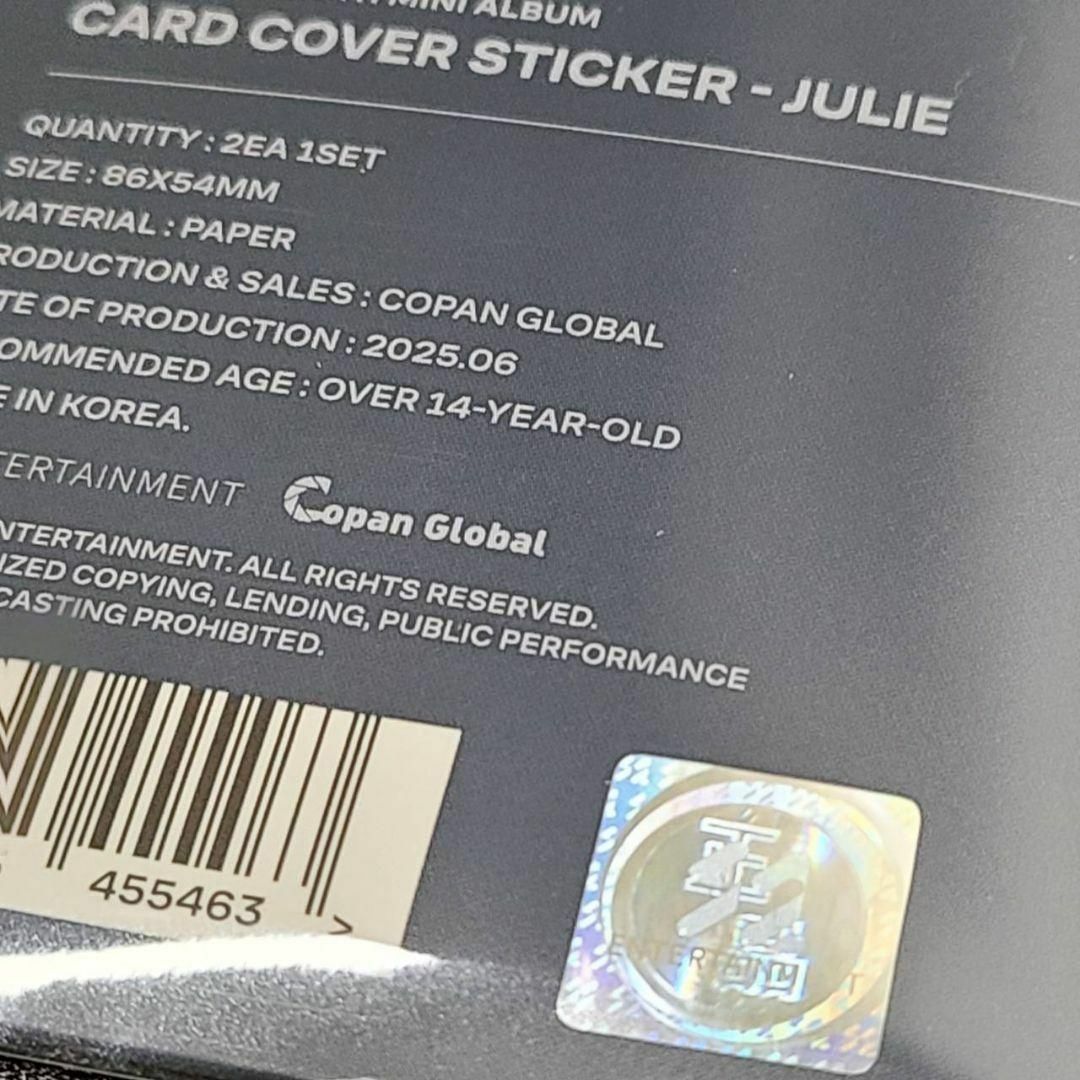 MINI ALBUM
CARD COVER STICKER - JULIE
QUANTITY : 2EA 1SET
SIZE : 86X54MM
MATERIAL : PAPER
RODUCTION & SALES : COPAN GLOBAL
TE OF PRODUCTION : 2025.06
OMMENDED AGE : OVER 14-YEAR-OLD
E IN KOREA.
TERTAINMENT
Copan Global
NTERTAINMENT. ALL RIGHTS RESERVED.
IZED COPYING, LENDING, PUBLIC PERFORMANCE
CASTING PROHIBITED.
455463 >